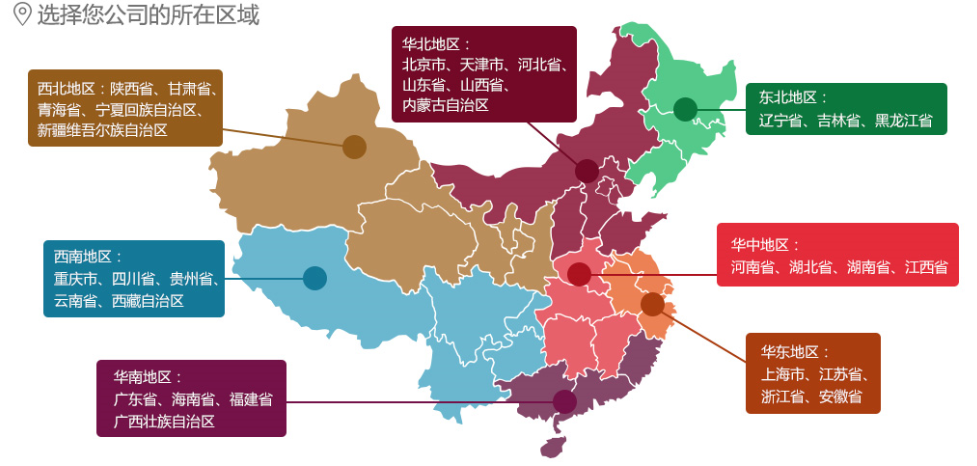 选择您公司的所在区域
华北地区：
北京市、天津市、河北省、
山东省、山西省、
内蒙古自治区
西北地区：陕西省、甘肃省、
青海省、宁夏回族自治区、
新疆维吾尔族自治区
东北地区：
辽宁省、吉林省、黑龙江省
西南地区：
重庆市、四川省、贵州省、
云南省、西藏自治区
华中地区：
河南省、湖北省、湖南省、江西省
华南地区：
广东省、海南省、福建省
广西壮族自治区
华东地区：
上海市、江苏省、
浙江省、安徽省